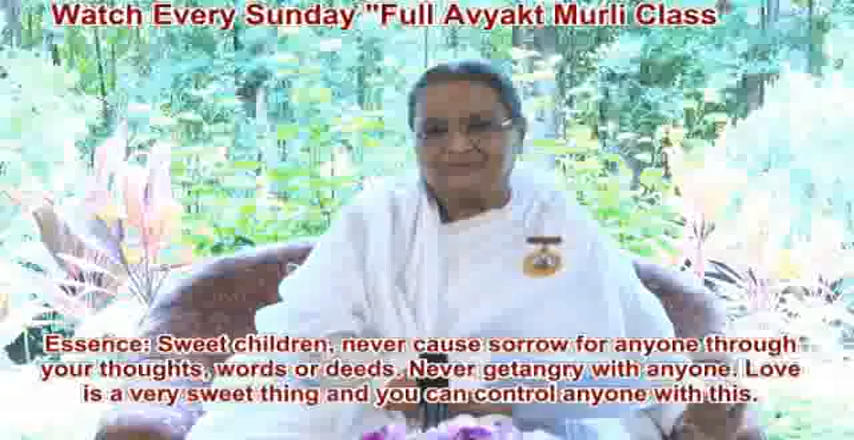 Watch Every Sunday "Full Avyakt Murli Class
Essence: Sweet children, never cause sorrow for anyone through
your thoughts, words or deeds. Never getangry with anyone. Love
is a very sweet thing and you can control anyone with this.